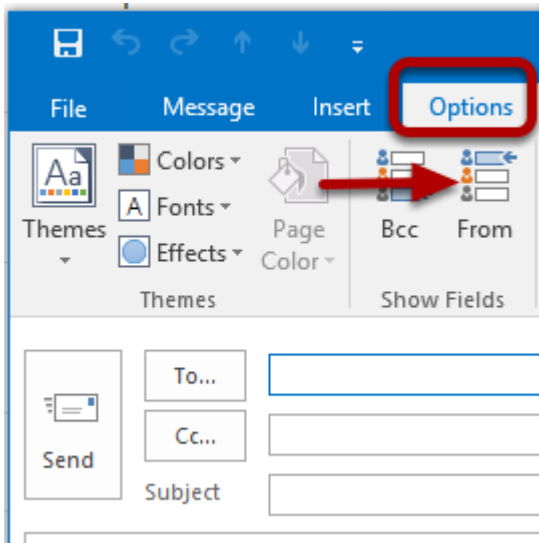 File Message Insert Options
Aa Colors
A Fonts
Themes Effects Page Color Bcc From
Themes Show Fields
To...
Cc...
Send
Subject